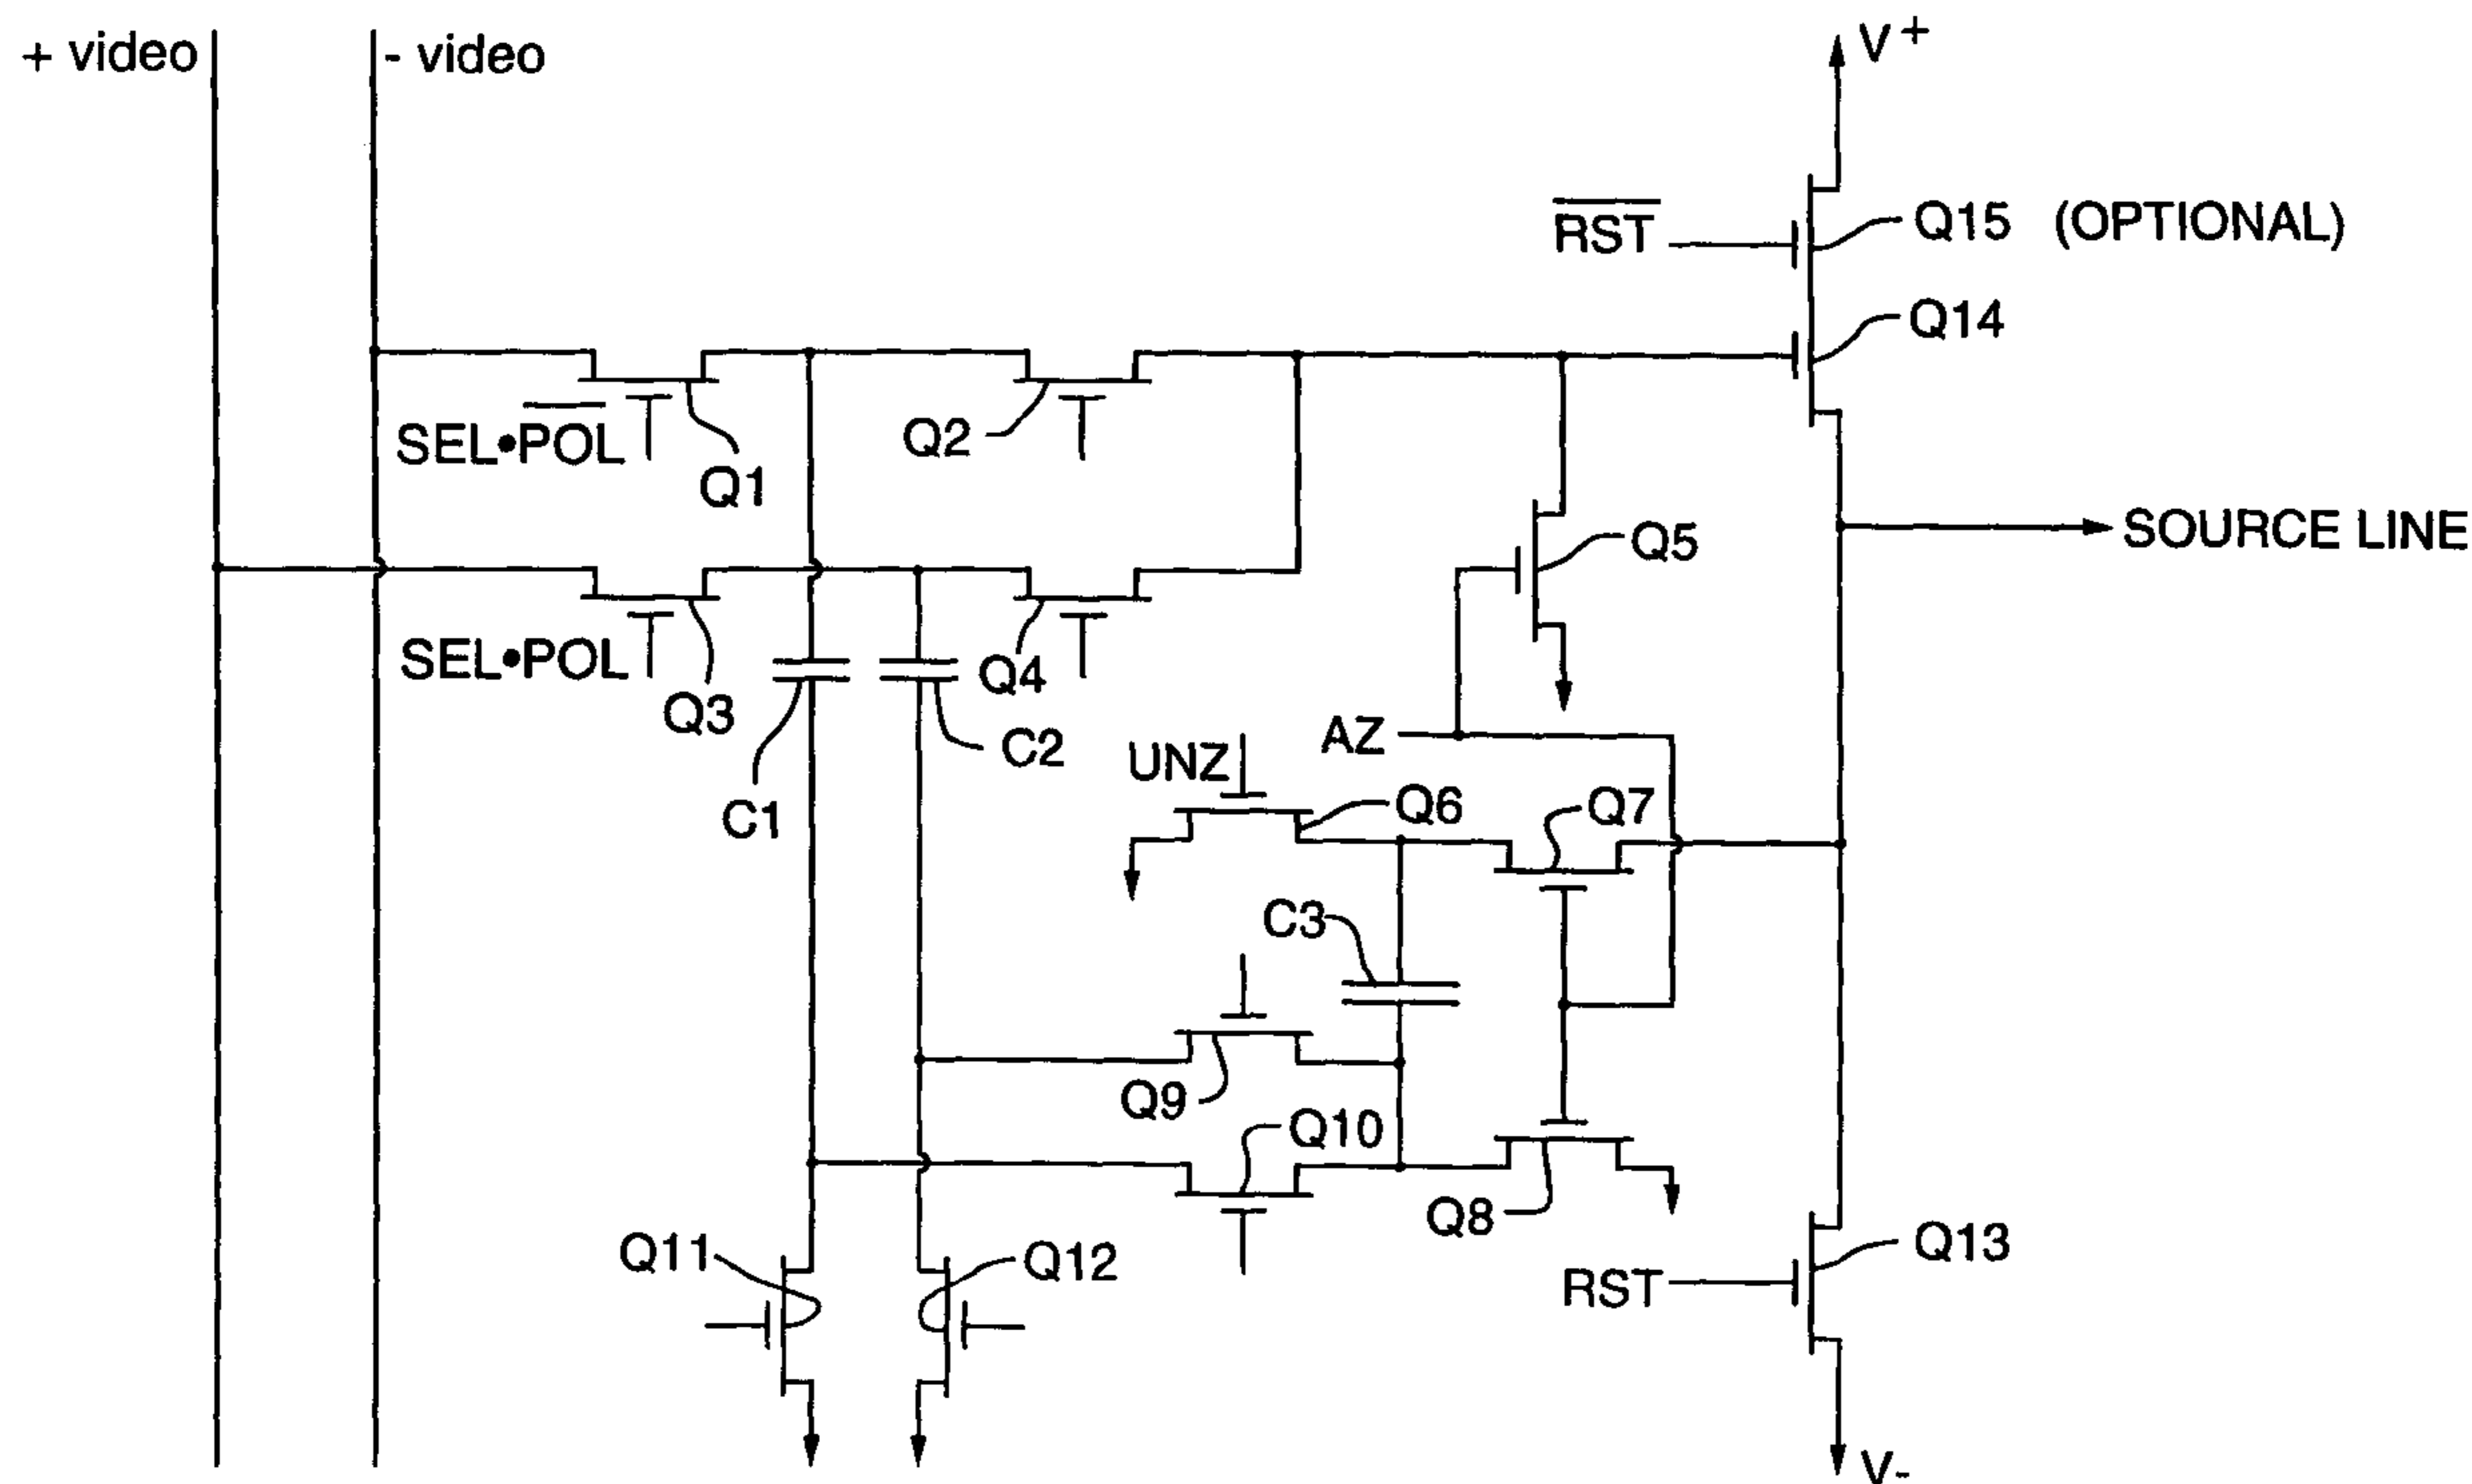 + video
- video
V+
RST
Q15 (OPTIONAL)
Q14
SEL•POL
Q1
Q2
SOURCE LINE
Q5
SEL•POL
Q3
Q4
C1
C2
AZ
UNZ
Q6
Q7
C3
Q9
Q10
Q8
Q11
Q12
Q13
RST
V-